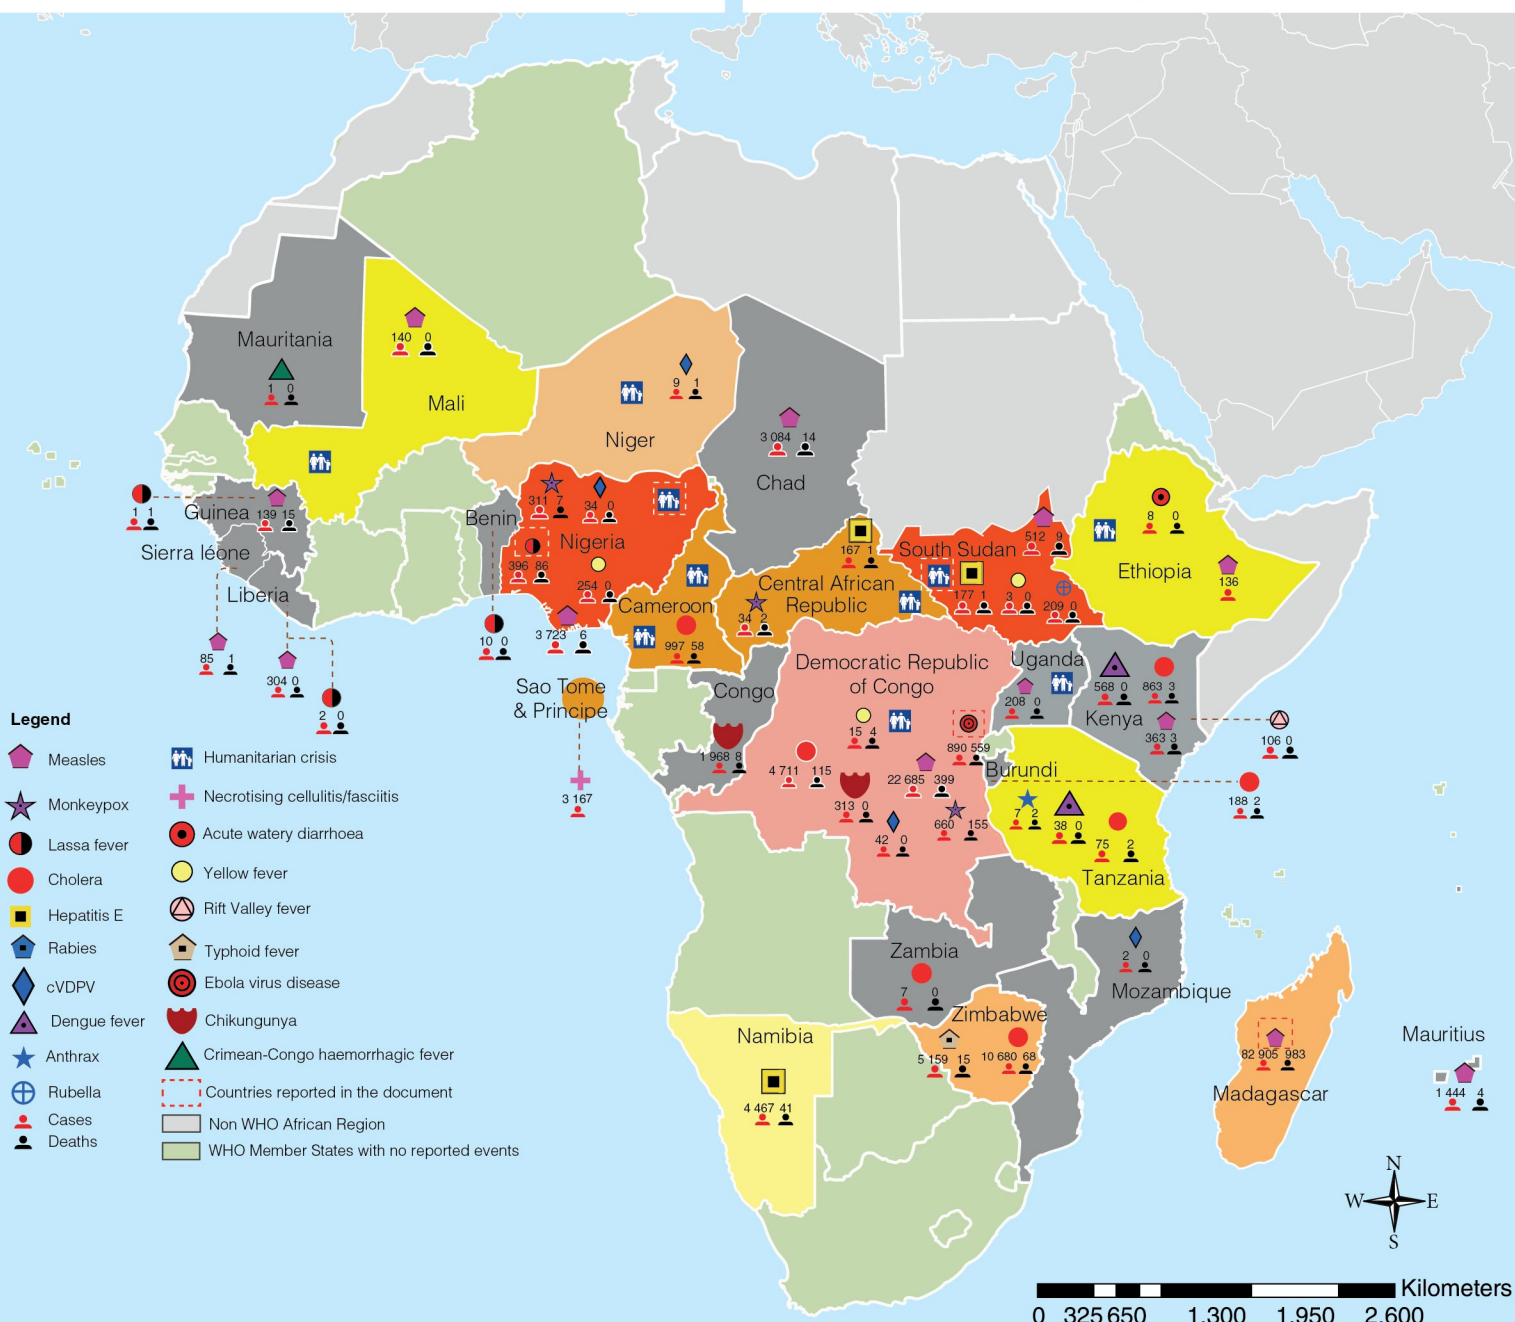 Mauritania
1 0
140 0
Mali
9 1
Niger
3 084 14
Chad
1 1
Guinea
139 15
Sierra léone
Liberia
85 1
304 0
2 0
Benin
10 0
311 7
34 0
Nigeria
396 86
254 0
3 723 6
Cameroon
997 58
167 1
Central African
Republic
34 2
South Sudan
512 9
177 1
3 0
209 0
8 0
Ethiopia
136
Sao Tome
& Principe
3 167
Congo
1 968 8
Democratic Republic
of Congo
15 4
890 559
4 711 115
22 685 399
313 0
660 155
42 0
Uganda
208 0
568 0
863 3
Kenya
363 3
106 0
Burundi
188 2
7 2
38 0
75 2
Tanzania
Zambia
7 0
2 0
Mozambique
Zimbabwe
5 159 15
10 680 68
Namibia
4 467 41
82 905 983
Madagascar
Mauritius
1 444 4
Legend
Measles
Monkeypox
Lassa fever
Cholera
Hepatitis E
Rabies
cVDPV
Dengue fever
Anthrax
Rubella
Cases
Deaths
Humanitarian crisis
Necrotising cellulitis/fasciitis
Acute watery diarrhoea
Yellow fever
Rift Valley fever
Typhoid fever
Ebola virus disease
Chikungunya
Crimean-Congo haemorrhagic fever
Countries reported in the document
Non WHO African Region
WHO Member States with no reported events
N
W E
S
Kilometers
0 325 650 1,300 1,950 2,600